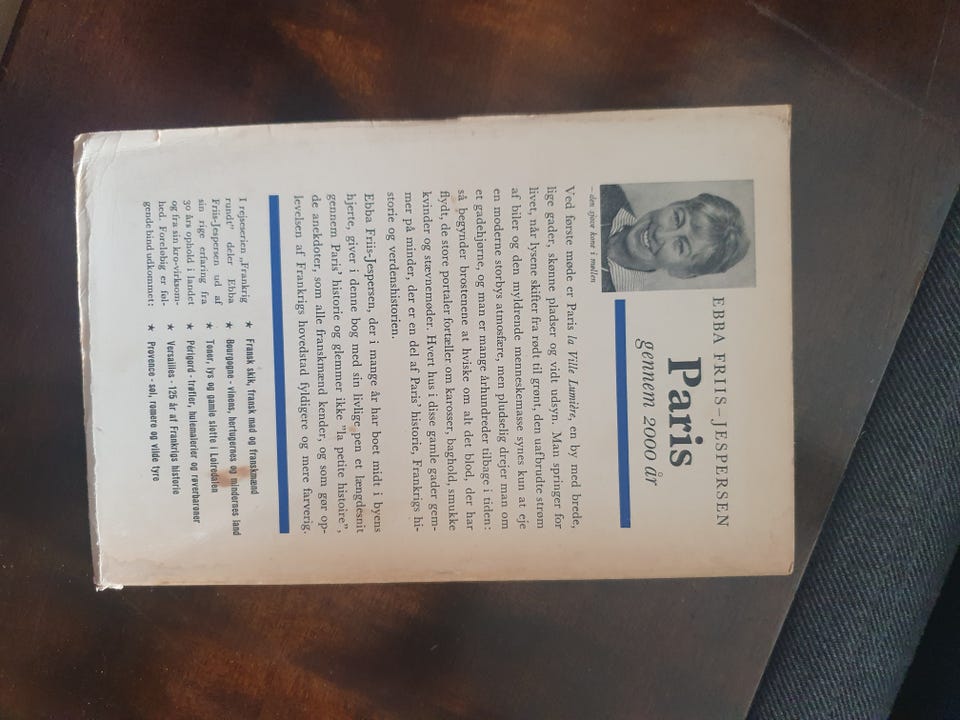 EBBA FRIIS-JESPERSEN
Paris
gennem 2000 år
– den sjove kone i møllen
Ved første møde er Paris la Ville Lumière, en by med brede,
lige gader, skønne pladser og vidt udsyn. Man springer for
livet, når lysene skifter fra rødt til grønt, den uafbrudte strøm
af biler og den myldrende menneskemasse synes kun at eje
en moderne storbys atmosfære, men pludselig drejer man om
et gadehjørne, og man er mange århundreder tilbage i tiden:
så begynder brostenene at hviske om alt det blod, der har
flydt, de store portaler fortæller om karosser, baghold, smukke
kvinder og stævnemøder. Hvert hus i disse gamle gader gem-
mer på minder, der er en del af Paris' historie, Frankrigs hi-
storie og verdenshistorien.
Ebba Friis-Jespersen, der i mange år har boet midt i byens
hjerte, giver i denne bog med sin livlige pen et længdesnit
gennem Paris' historie og glemmer ikke "la petite histoire",
de anekdoter, som alle franskmænd kender, og som gør op-
levelsen af Frankrigs hovedstad fyldigere og mere farverig.
I rejseserien „Frankrig
rundt" deler Ebba
Friis-Jespersen ud af
sin rige erfaring fra
30 års ophold i landet
og fra sin kro-virksom-
hed. Foreløbig er føl-
gende bind udkommet:
★ Fransk skik, fransk mad og franskmænd
★ Bourgogne - vinens, hertugernes og mindernes land
★ Toner, lys og gamle slotte i Loiredalen
★ Périgord - trøfler, hulemalerier og røverbaroner
★ Versailles - 125 år af Frankrigs historie
★ Provence - sol, romere og vilde tyre